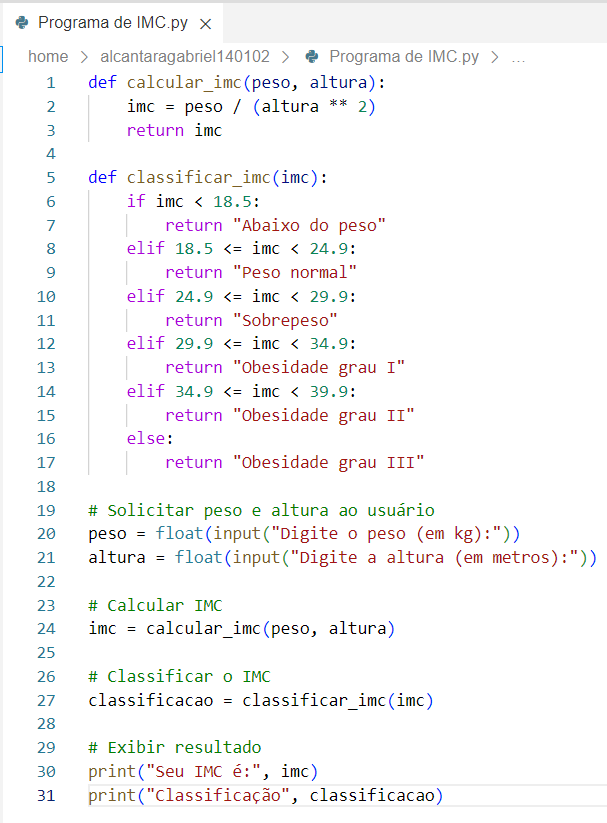 Programa de IMC.py
home > alcantaragabriel140102 > Programa de IMC.py > ...
1 def calcular_imc(peso, altura):
2     imc = peso / (altura ** 2)
3     return imc
4
5 def classificar_imc(imc):
6     if imc < 18.5:
7         return "Abaixo do peso"
8     elif 18.5 <= imc < 24.9:
9         return "Peso normal"
10     elif 24.9 <= imc < 29.9:
11         return "Sobrepeso"
12     elif 29.9 <= imc < 34.9:
13         return "Obesidade grau I"
14     elif 34.9 <= imc < 39.9:
15         return "Obesidade grau II"
16     else:
17         return "Obesidade grau III"
18
19 # Solicitar peso e altura ao usuário
20 peso = float(input("Digite o peso (em kg):"))
21 altura = float(input("Digite a altura (em metros):"))
22
23 # Calcular IMC
24 imc = calcular_imc(peso, altura)
25
26 # Classificar o IMC
27 classificacao = classificar_imc(imc)
28
29 # Exibir resultado
30 print("Seu IMC é:", imc)
31 print("Classificação", classificacao)